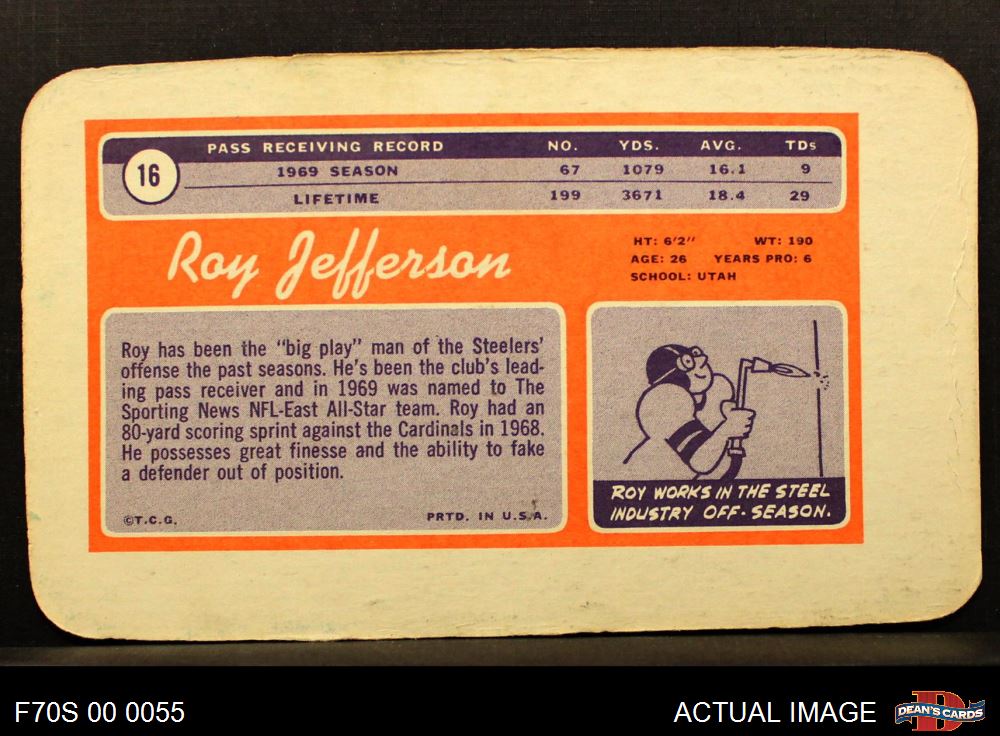 16
PASS RECEIVING RECORD NO. YDS. AVG. TDs
1969 SEASON 67 1079 16.1 9
LIFETIME 199 3671 18.4 29
Roy Jefferson
HT: 6'2" WT: 190
AGE: 26 YEARS PRO: 6
SCHOOL: UTAH
Roy has been the "big play" man of the Steelers'
offense the past seasons. He's been the club's lead-
ing pass receiver and in 1969 was named to The
Sporting News NFL-East All-Star team. Roy had an
80-yard scoring sprint against the Cardinals in 1968.
He possesses great finesse and the ability to fake
a defender out of position.
©T.C.G. PRTD. IN U.S.A.
ROY WORKS IN THE STEEL
INDUSTRY OFF-SEASON.
F70S 00 0055
ACTUAL IMAGE
DEAN'S CARDS